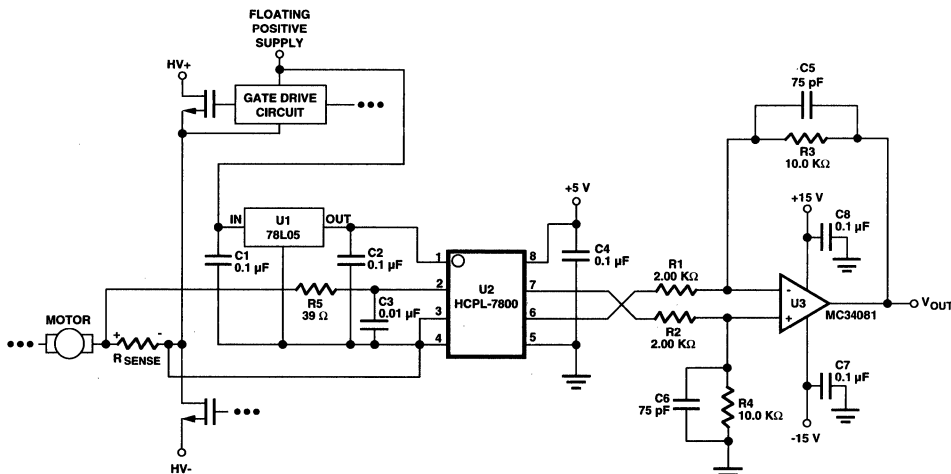 FLOATING
POSITIVE
SUPPLY
HV+
GATE DRIVE
CIRCUIT
C5
75 pF
R3
10.0 KΩ
+5 V
+15 V
IN
U1
78L05
OUT
C8
0.1 µF
C1
0.1 µF
C2
0.1 µF
C4
0.1 µF
1
2
3
4
U2
HCPL-7800
8
7
6
5
R1
2.00 KΩ
R2
2.00 KΩ
-
+
U3
MC34081
VOUT
R5
39 Ω
C3
0.01 µF
MOTOR
+
-
RSENSE
C7
0.1 µF
C6
75 pF
R4
10.0 KΩ
-15 V
HV-